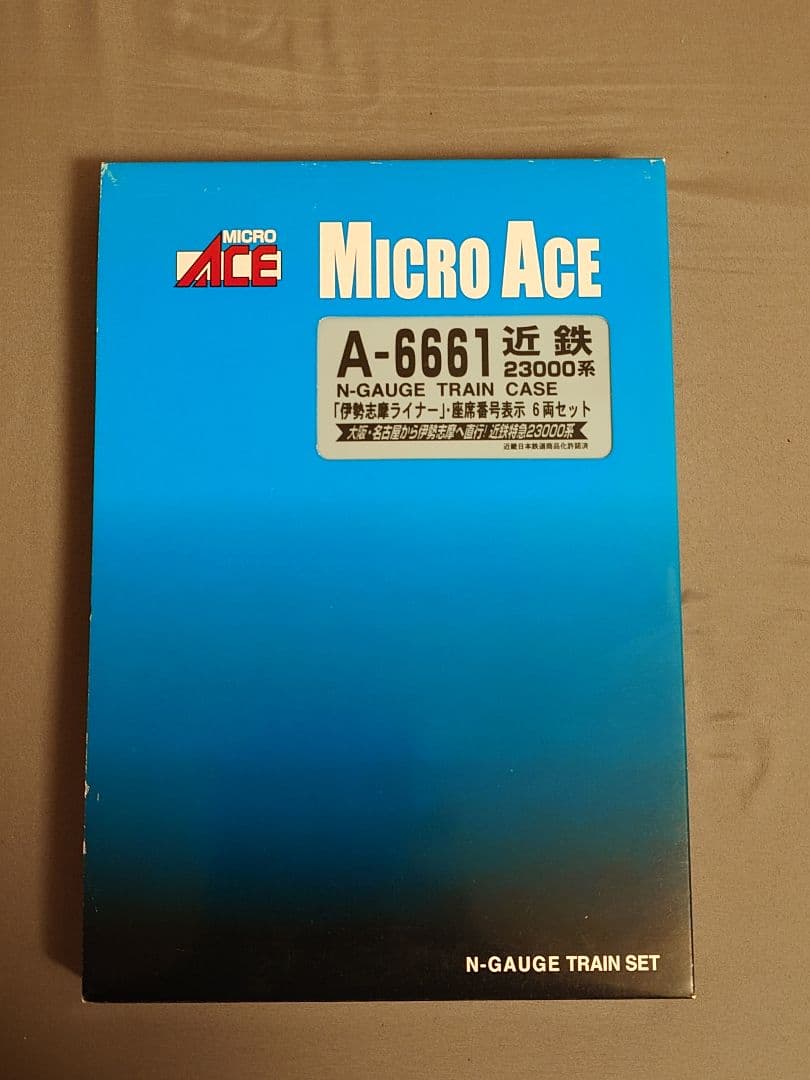 MICRO
ACE
MICRO ACE
A-6661 近鉄
23000系
N-GAUGE TRAIN CASE
「伊勢志摩ライナー」・座席番号表示 6両セット
大阪・名古屋から伊勢志摩へ直行!近鉄特急23000系
近畿日本鉄道商品化許諾済
N-GAUGE TRAIN SET